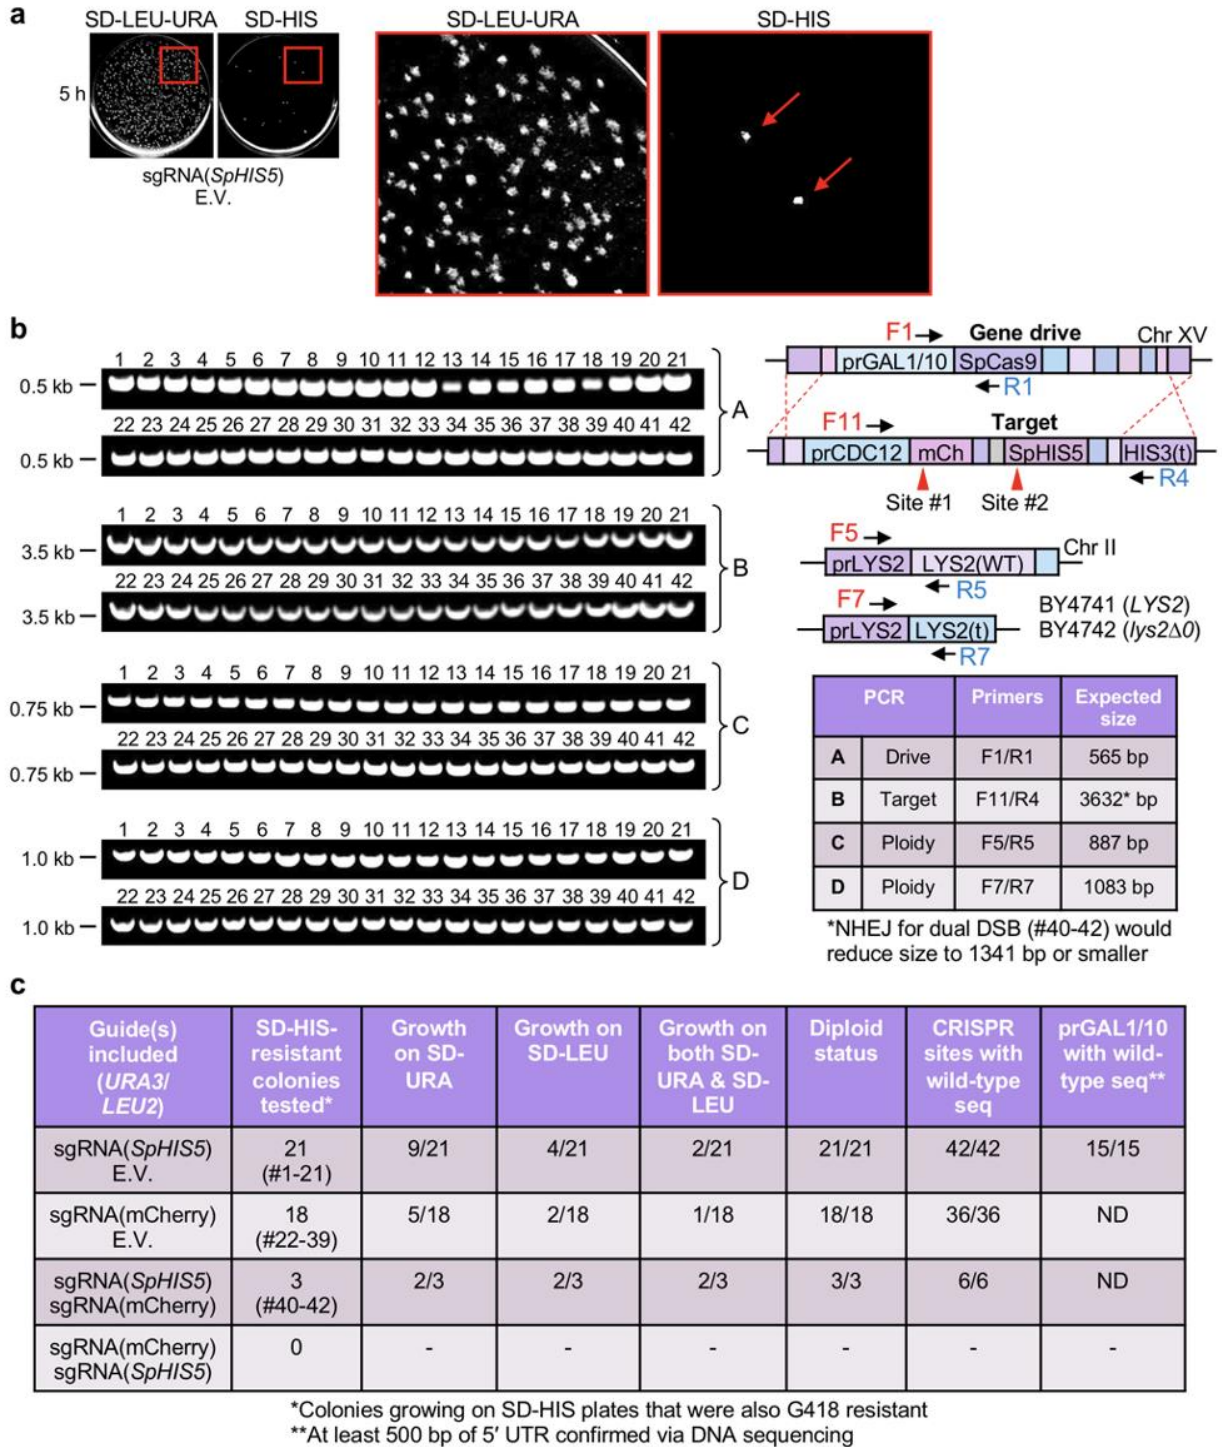 a
SD-LEU-URA SD-HIS SD-LEU-URA SD-HIS
5 h
sgRNA(SpHIS5)
E.V.
b
1 2 3 4 5 6 7 8 9 10 11 12 13 14 15 16 17 18 19 20 21
0.5 kb
22 23 24 25 26 27 28 29 30 31 32 33 34 35 36 37 38 39 40 41 42
0.5 kb
A
1 2 3 4 5 6 7 8 9 10 11 12 13 14 15 16 17 18 19 20 21
3.5 kb
22 23 24 25 26 27 28 29 30 31 32 33 34 35 36 37 38 39 40 41 42
3.5 kb
B
1 2 3 4 5 6 7 8 9 10 11 12 13 14 15 16 17 18 19 20 21
0.75 kb
22 23 24 25 26 27 28 29 30 31 32 33 34 35 36 37 38 39 40 41 42
0.75 kb
C
1 2 3 4 5 6 7 8 9 10 11 12 13 14 15 16 17 18 19 20 21
1.0 kb
22 23 24 25 26 27 28 29 30 31 32 33 34 35 36 37 38 39 40 41 42
1.0 kb
D
F1 Gene drive Chr XV
prGAL1/10 SpCas9
R1
F11 Target
prCDC12 mCh SpHIS5 HIS3(t)
R4
Site #1 Site #2
F5
Chr II
prLYS2 LYS2(WT)
R5
F7
BY4741 (LYS2)
prLYS2 LYS2(t)
BY4742 (lys2Δ0)
R7
PCR Primers Expected
size
A Drive F1/R1 565 bp
B Target F11/R4 3632* bp
C Ploidy F5/R5 887 bp
D Ploidy F7/R7 1083 bp
*NHEJ for dual DSB (#40-42) would
reduce size to 1341 bp or smaller
c
Guide(s) SD-HIS- Growth Growth on Growth on Diploid CRISPR prGAL1/10
included resistant on SD- SD-LEU both SD- status sites with with wild-
(URA3/ colonies URA URA & SD- wild-type type seq**
LEU2) tested* LEU seq
sgRNA(SpHIS5) 21 9/21 4/21 2/21 21/21 42/42 15/15
E.V. (#1-21)
sgRNA(mCherry) 18 5/18 2/18 1/18 18/18 36/36 ND
E.V. (#22-39)
sgRNA(SpHIS5) 3 2/3 2/3 2/3 3/3 6/6 ND
sgRNA(mCherry) (#40-42)
sgRNA(mCherry) 0 - - - - - -
sgRNA(SpHIS5)
*Colonies growing on SD-HIS plates that were also G418 resistant
**At least 500 bp of 5′ UTR confirmed via DNA sequencing